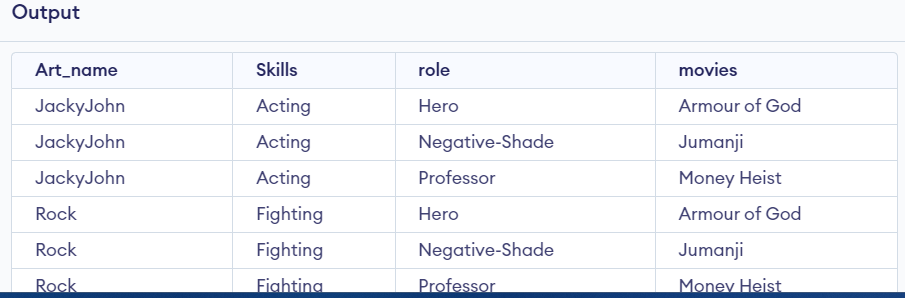 Output
Art_name Skills role movies
JackyJohn Acting Hero Armour of God
JackyJohn Acting Negative-Shade Jumanji
JackyJohn Acting Professor Money Heist
Rock Fighting Hero Armour of God
Rock Fighting Negative-Shade Jumanji
Rock Fighting Professor Money Heist